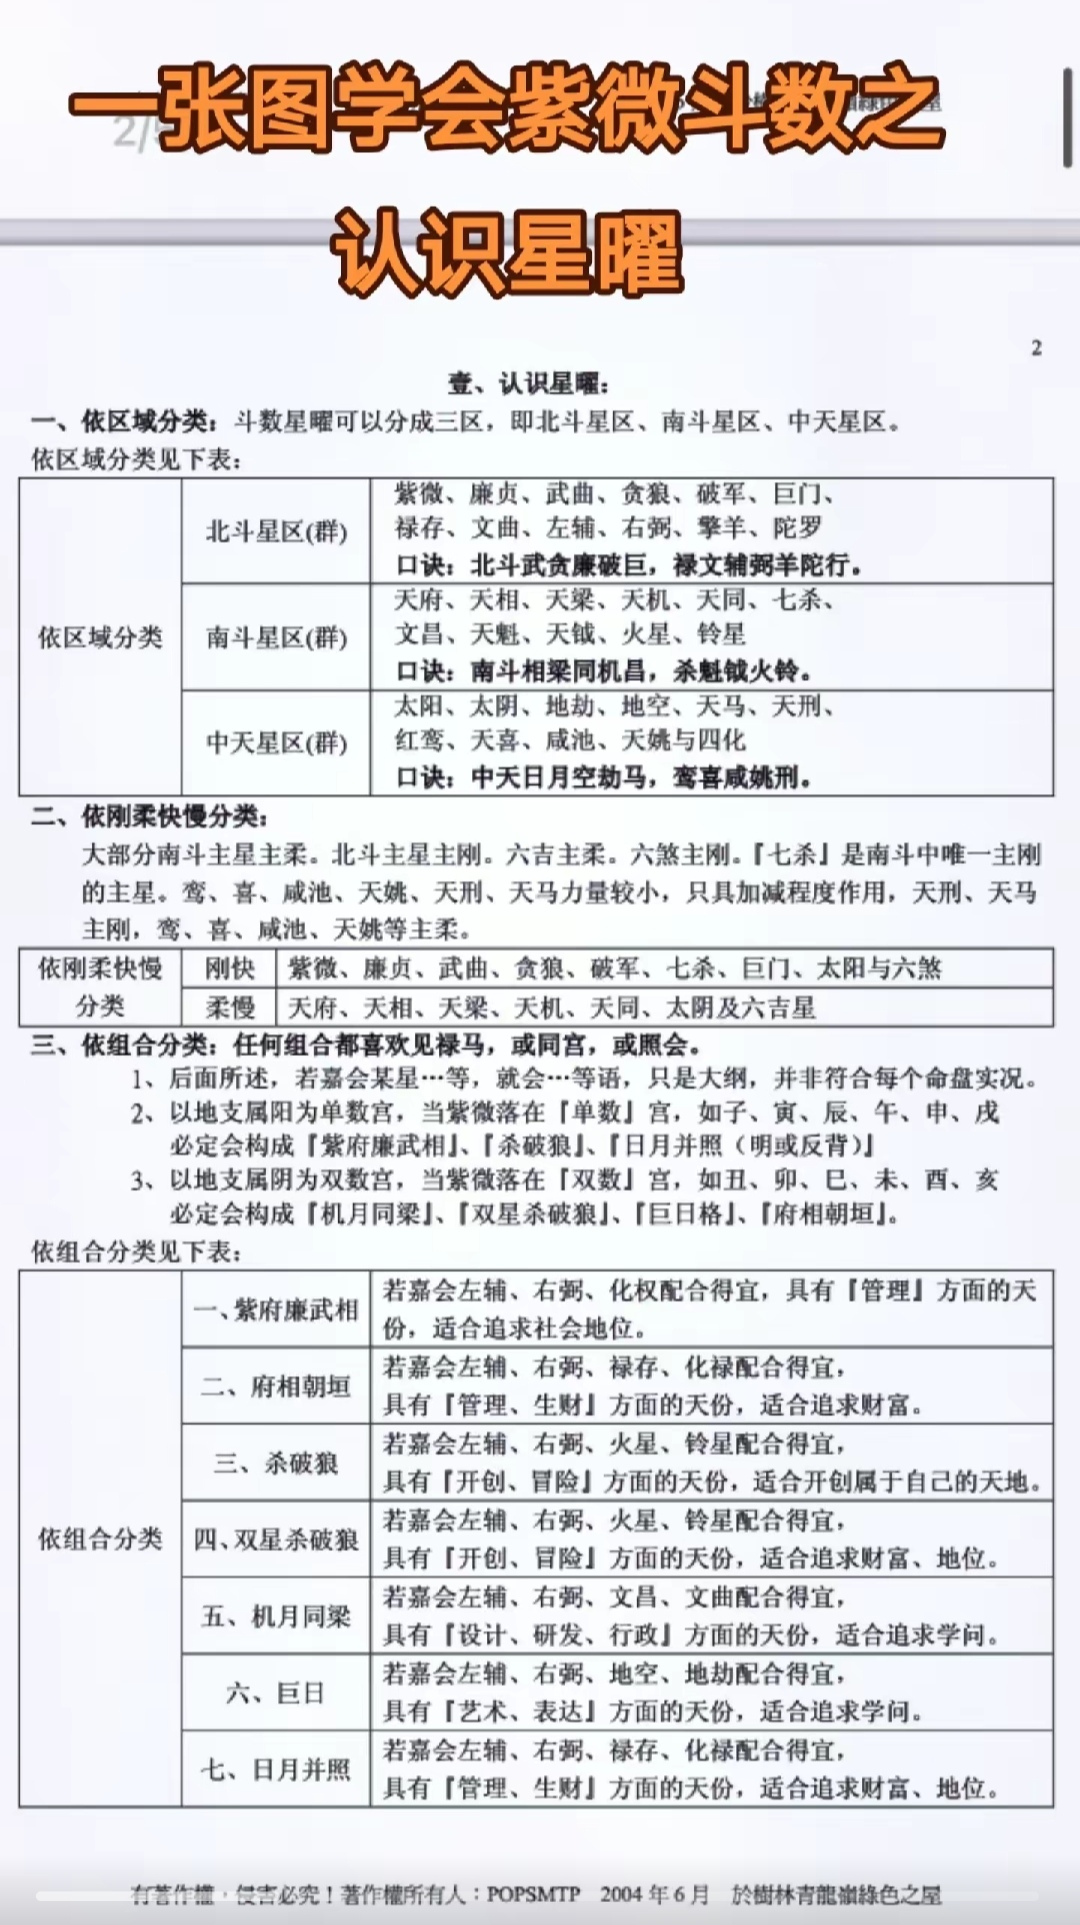 一张图学会紫微斗数之
2/5
认识星曜
2
壹、认识星曜：
一、依区域分类：斗数星曜可以分成三区，即北斗星区、南斗星区、中天星区。
依区域分类见下表：
依区域分类
北斗星区(群)
紫微、廉贞、武曲、贪狼、破军、巨门、
禄存、文曲、左辅、右弼、擎羊、陀罗
口诀：北斗武贪廉破巨，禄文辅弼羊陀行。
南斗星区(群)
天府、天相、天梁、天机、天同、七杀、
文昌、天魁、天钺、火星、铃星
口诀：南斗相梁同机昌，杀魁钺火铃。
中天星区(群)
太阳、太阴、地劫、地空、天马、天刑、
红鸾、天喜、咸池、天姚与四化
口诀：中天日月空劫马，鸾喜咸姚刑。
二、依刚柔快慢分类：
大部分南斗主星主柔。北斗主星主刚。六吉主柔。六煞主刚。『七杀』是南斗中唯一主刚
的主星。鸾、喜、咸池、天姚、天刑、天马力量较小，只具加减程度作用，天刑、天马
主刚，鸾、喜、咸池、天姚等主柔。
依刚柔快慢
分类
刚快
紫微、廉贞、武曲、贪狼、破军、七杀、巨门、太阳与六煞
柔慢
天府、天相、天梁、天机、天同、太阴及六吉星
三、依组合分类：任何组合都喜欢见禄马，或同宫，或照会。
1、后面所述，若嘉会某星…等，就会…等语，只是大纲，并非符合每个命盘实况。
2、以地支属阳为单数宫，当紫微落在『单数』宫，如子、寅、辰、午、申、戌
必定会构成『紫府廉武相』、『杀破狼』、『日月并照（明或反背）』
3、以地支属阴为双数宫，当紫微落在『双数』宫，如丑、卯、巳、未、酉、亥
必定会构成『机月同梁』、『双星杀破狼』、『巨日格』、『府相朝垣』。
依组合分类见下表：
依组合分类
一、紫府廉武相
若嘉会左辅、右弼、化权配合得宜，具有『管理』方面的天
份，适合追求社会地位。
二、府相朝垣
若嘉会左辅、右弼、禄存、化禄配合得宜，
具有『管理、生财』方面的天份，适合追求财富。
三、杀破狼
若嘉会左辅、右弼、火星、铃星配合得宜，
具有『开创、冒险』方面的天份，适合开创属于自己的天地。
四、双星杀破狼
若嘉会左辅、右弼、火星、铃星配合得宜，
具有『开创、冒险』方面的天份，适合追求财富、地位。
五、机月同梁
若嘉会左辅、右弼、文昌、文曲配合得宜，
具有『设计、研发、行政』方面的天份，适合追求学问。
六、巨日
若嘉会左辅、右弼、地空、地劫配合得宜，
具有『艺术、表达』方面的天份，适合追求学问。
七、日月并照
若嘉会左辅、右弼、禄存、化禄配合得宜，
具有『管理、生财』方面的天份，适合追求财富、地位。
有著作權，侵害必究！著作權所有人：POPSMTP 2004 年 6 月 於樹林青龍嶺綠色之屋